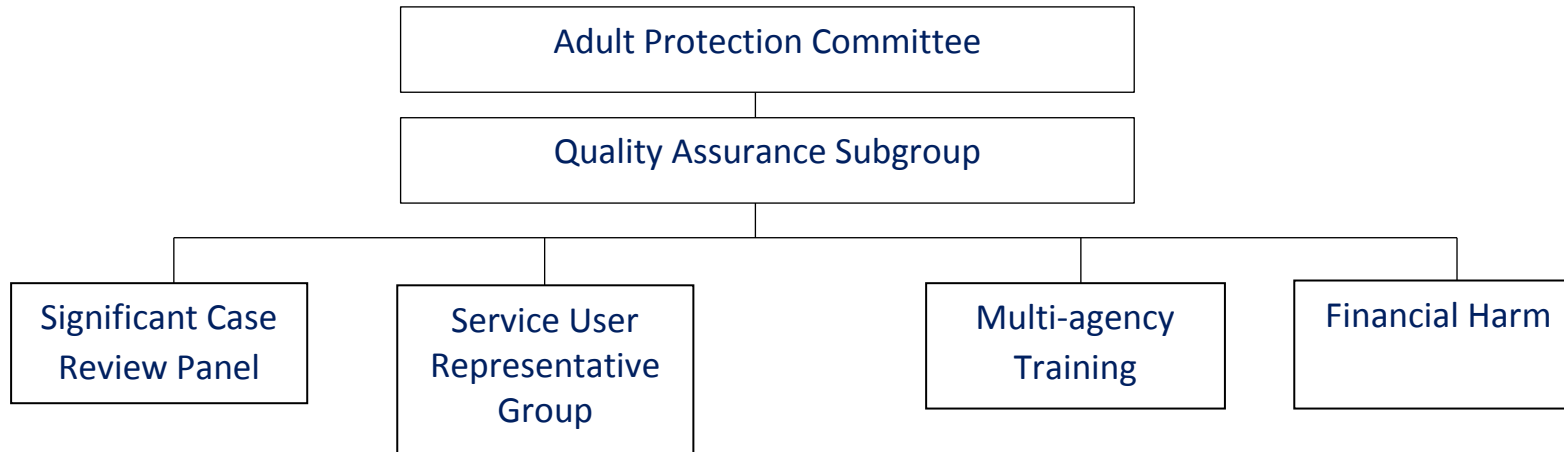 Adult Protection Committee
Quality Assurance Subgroup
Significant Case
Review Panel
Service User
Representative
Group
Multi-agency
Training
Financial Harm